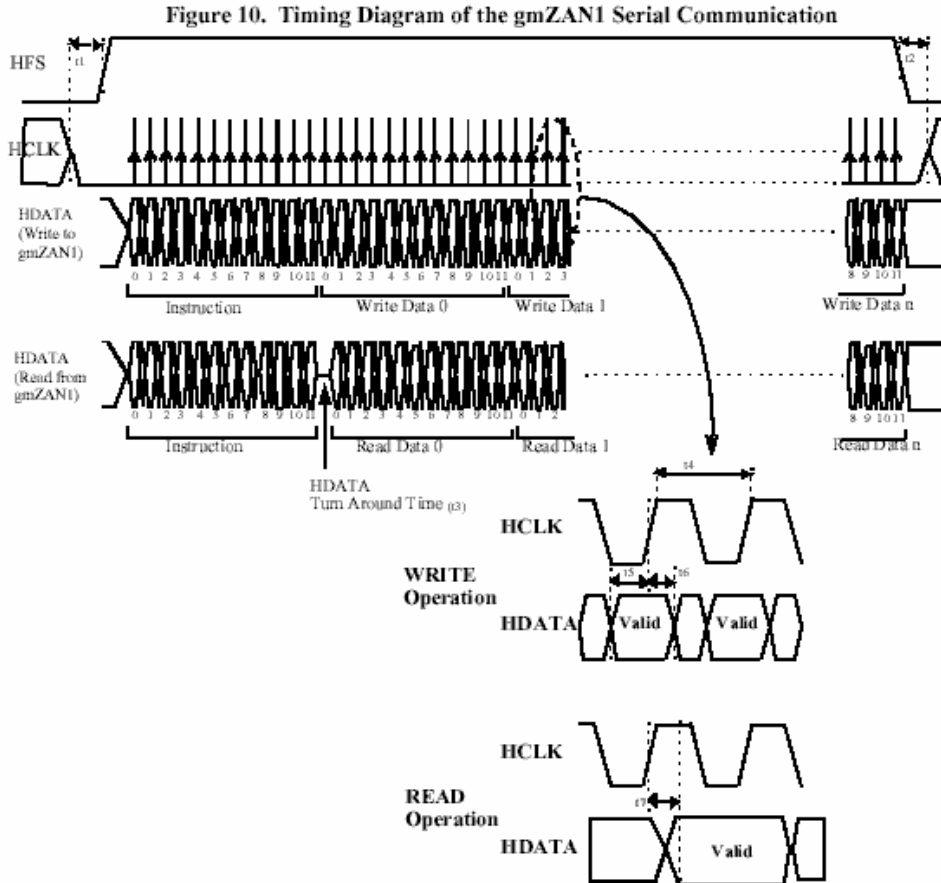 Figure 10. Timing Diagram of the gmZAN1 Serial Communication
t1
t2
HFS
HCLK
HDATA
(Write to
gmZAN1)
0 1 2 3 4 5 6 7 8 9 10 11 0 1 2 3 4 5 6 7 8 9 10 11 0 1 2 3
8 9 10 11
Instruction
Write Data 0
Write Data 1
Write Data n
HDATA
(Read from
gmZAN1)
0 1 2 3 4 5 6 7 8 9 10 11 0 1 2 3 4 5 6 7 8 9 10 11 0 1 2
8 9 10 11
Instruction
Read Data 0
Read Data 1
Read Data n
HDATA
Turn Around Time (t3)
t4
HCLK
WRITE
Operation
t5
t6
HDATA
Valid
Valid
HCLK
READ
Operation
t7
HDATA
Valid